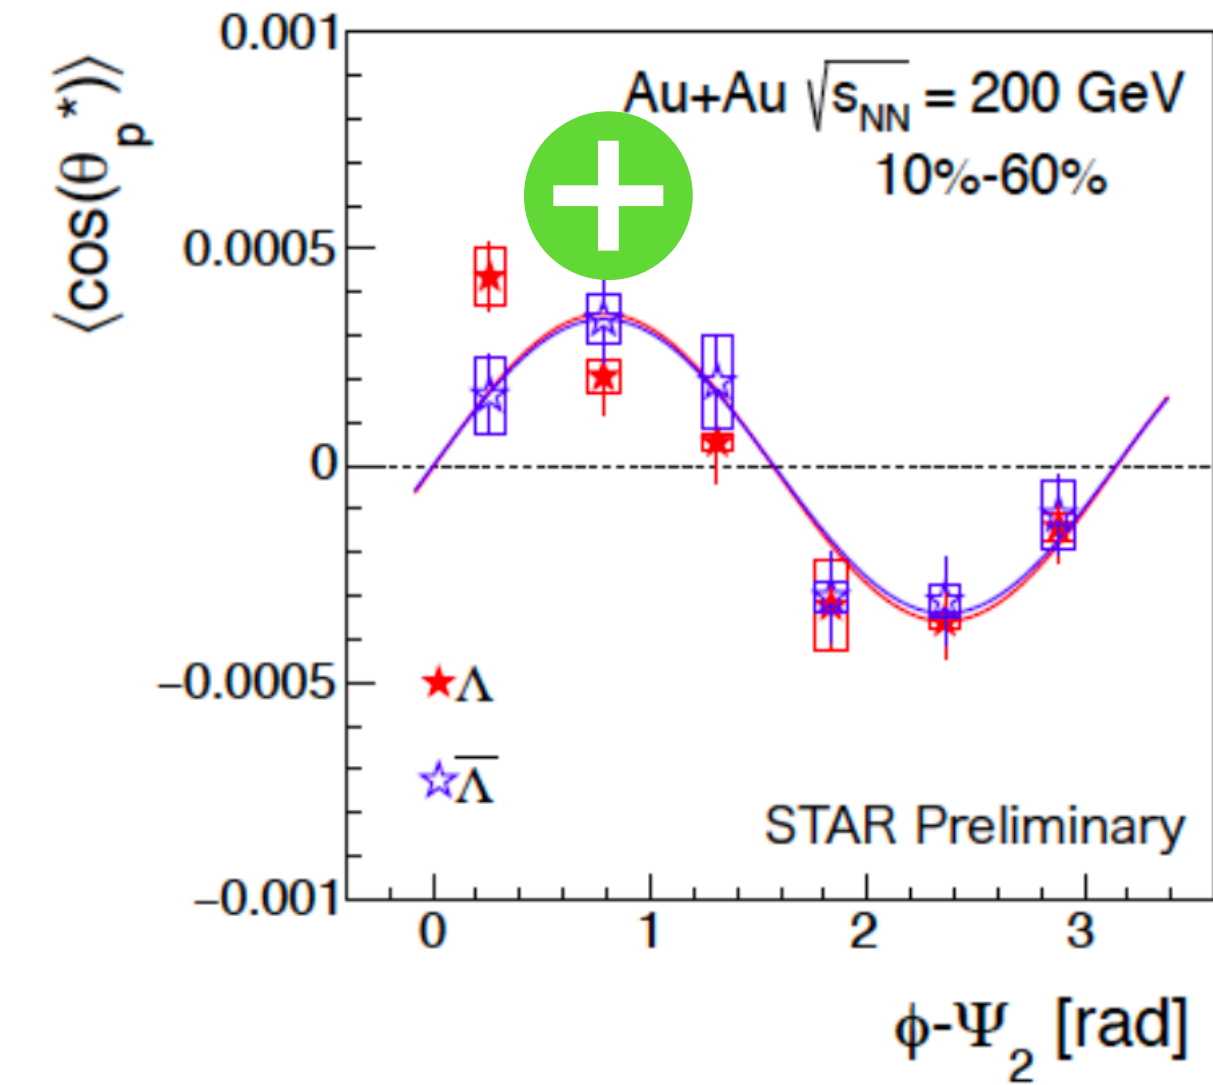 0.001
⟨cos(θp*)⟩
Au+Au √sNN = 200 GeV
10%-60%
0.0005
0
−0.0005
Λ
Λ̅
STAR Preliminary
−0.001
0 1 2 3
ϕ-Ψ2 [rad]